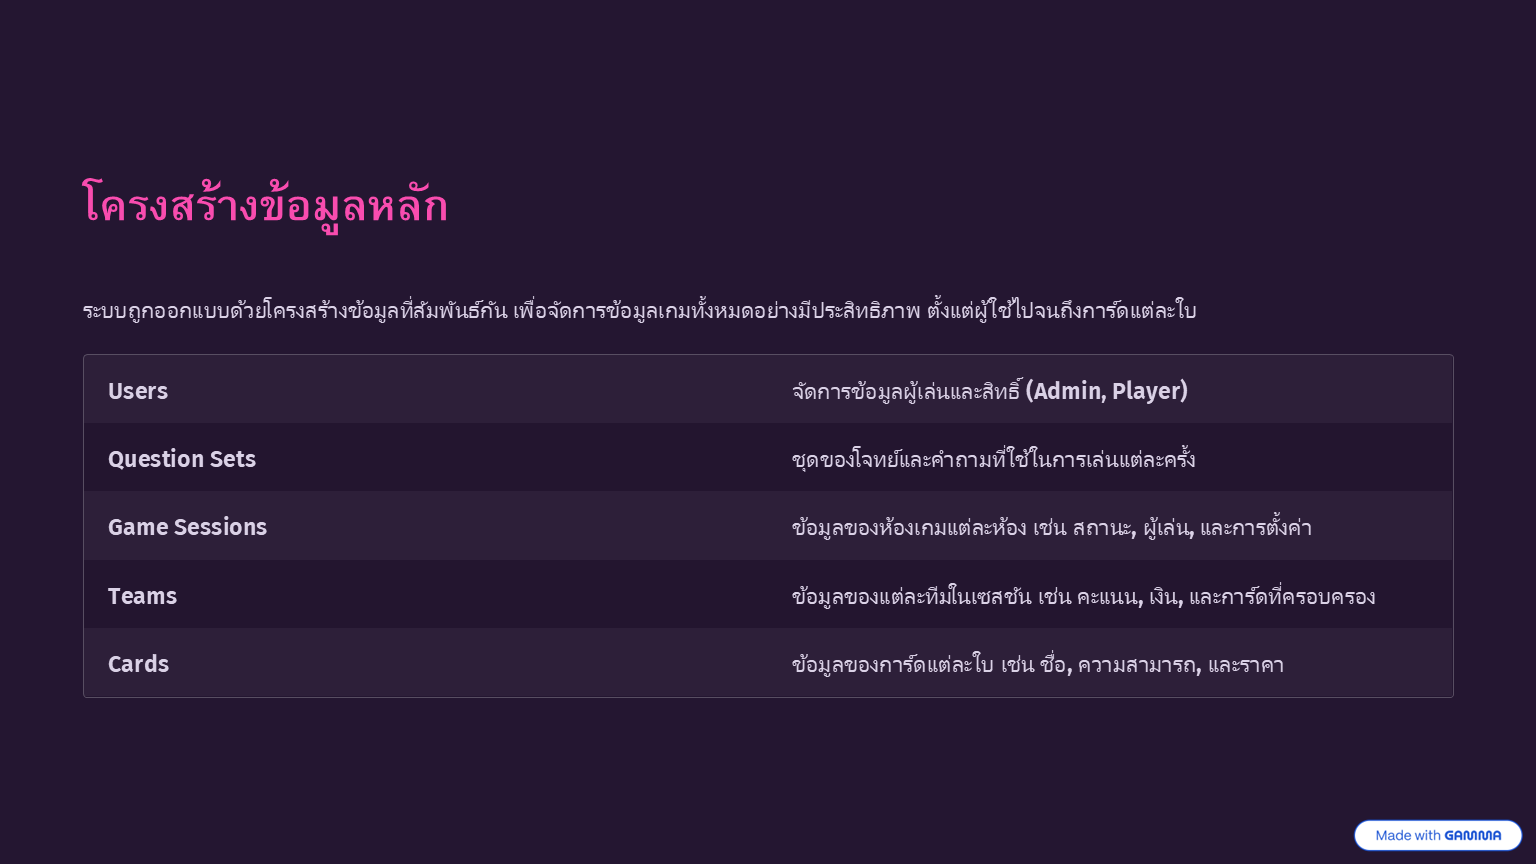 โครงสร้างข้อมูลหลัก
ระบบถูกออกแบบด้วยโครงสร้างข้อมูลที่สัมพันธ์กัน เพื่อจัดการข้อมูลเกมทั้งหมดอย่างมีประสิทธิภาพ ตั้งแต่ผู้ใช้ไปจนถึงการ์ดแต่ละใบ
Users จัดการข้อมูลผู้เล่นและสิทธิ์ (Admin, Player)
Question Sets ชุดของโจทย์และคำถามที่ใช้ในการเล่นแต่ละครั้ง
Game Sessions ข้อมูลของห้องเกมแต่ละห้อง เช่น สถานะ, ผู้เล่น, และการตั้งค่า
Teams ข้อมูลของแต่ละทีมในเซสชัน เช่น คะแนน, เงิน, และการ์ดที่ครอบครอง
Cards ข้อมูลของการ์ดแต่ละใบ เช่น ชื่อ, ความสามารถ, และราคา
Made with GAMMA